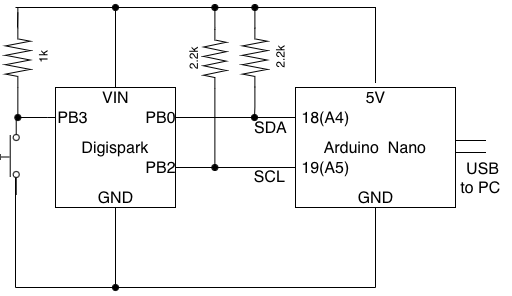 1k
2.2k
2.2k
VIN
5V
PB3
PB0
18(A4)
SDA
Digispark
Arduino Nano
PB2
19(A5)
SCL
USB
to PC
GND
GND